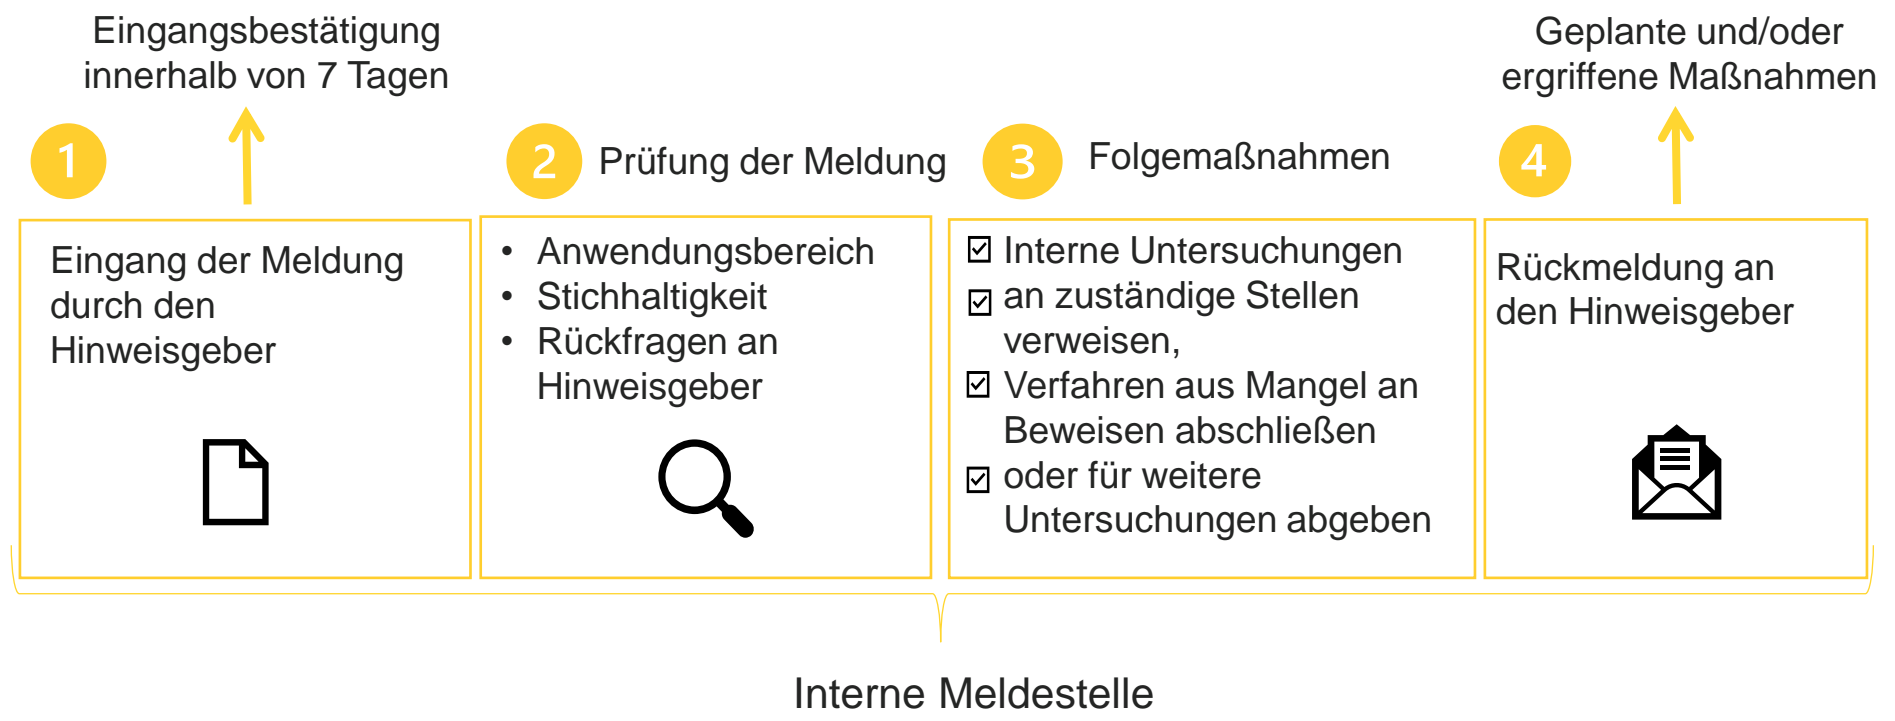 Eingangsbestätigung
innerhalb von 7 Tagen
1
Eingang der Meldung
durch den
Hinweisgeber
2
Prüfung der Meldung
• Anwendungsbereich
• Stichhaltigkeit
• Rückfragen an
Hinweisgeber
3
Folgemaßnahmen
☑ Interne Untersuchungen
☑ an zuständige Stellen
verweisen,
☑ Verfahren aus Mangel an
Beweisen abschließen
☑ oder für weitere
Untersuchungen abgeben
Geplante und/oder
ergriffene Maßnahmen
4
Rückmeldung an
den Hinweisgeber
Interne Meldestelle